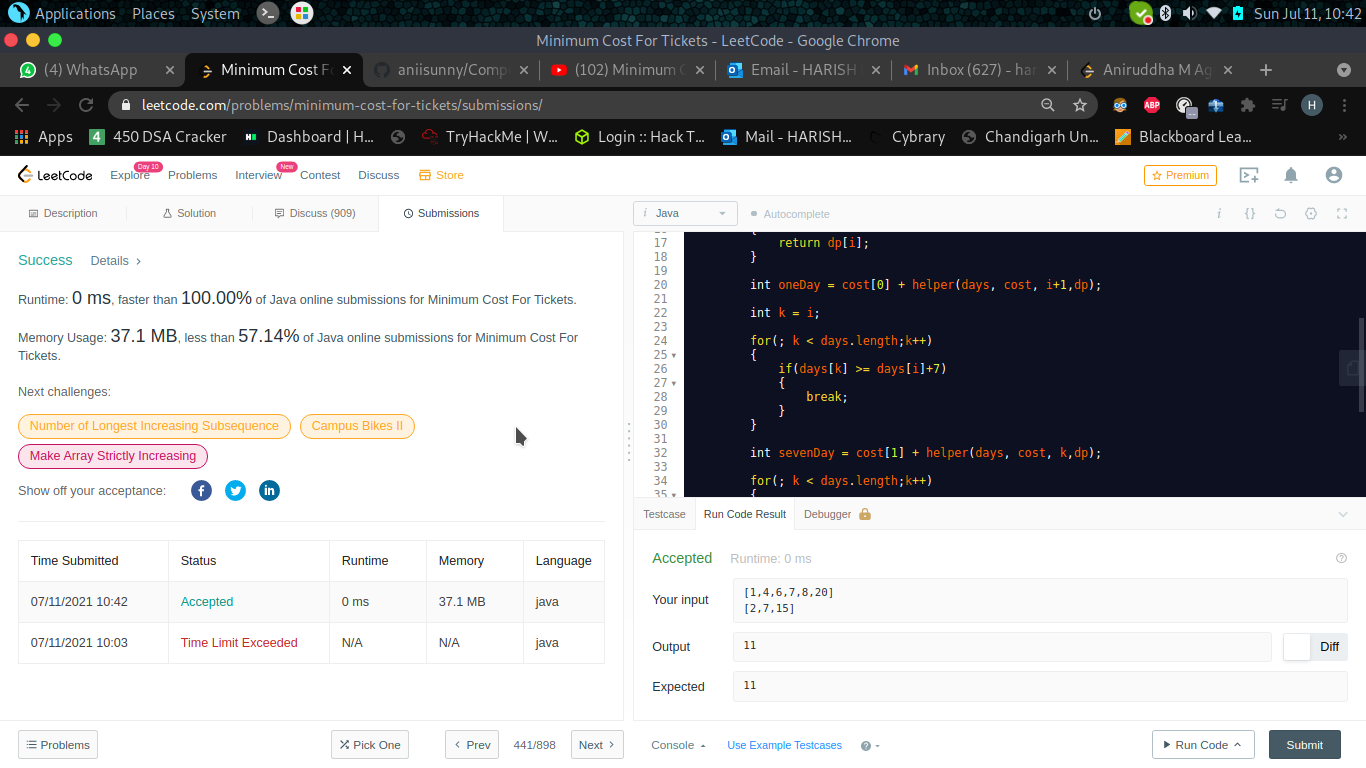 Applications Places System Sun Jul 11, 10:42
Minimum Cost For Tickets - LeetCode - Google Chrome
(4) WhatsApp Minimum Cost F aniisunny/Comp (102) Minimum C Email - HARISH Inbox (627) - har Aniruddha M Ag
leetcode.com/problems/minimum-cost-for-tickets/submissions/ ABP H
Apps 4 450 DSA Cracker Dashboard | H... TryHackMe | W... Login :: Hack T... Mail - HARISH... Cybrary Chandigarh Un... Blackboard Lea... »
LeetCode Explore Day 10 Problems Interview New Contest Discuss Store Premium
Description Solution Discuss (909) Submissions
i Java Autocomplete i {}
Success Details >
Runtime: 0 ms, faster than 100.00% of Java online submissions for Minimum Cost For Tickets.
Memory Usage: 37.1 MB, less than 57.14% of Java online submissions for Minimum Cost For
Tickets.
Next challenges:
Number of Longest Increasing Subsequence Campus Bikes II
Make Array Strictly Increasing
Show off your acceptance:
Time Submitted Status Runtime Memory Language
07/11/2021 10:42 Accepted 0 ms 37.1 MB java
07/11/2021 10:03 Time Limit Exceeded N/A N/A java
16 {
17 return dp[i];
18 }
19
20 int oneDay = cost[0] + helper(days, cost, i+1,dp);
21
22 int k = i;
23
24 for(; k < days.length;k++)
25 {
26 if(days[k] >= days[i]+7)
27 {
28 break;
29 }
30 }
31
32 int sevenDay = cost[1] + helper(days, cost, k,dp);
33
34 for(; k < days.length;k++)
35 {
Testcase Run Code Result Debugger
Accepted Runtime: 0 ms
Your input [1,4,6,7,8,20]
[2,7,15]
Output 11 Diff
Expected 11
Problems Pick One < Prev 441/898 Next > Console Use Example Testcases ? Run Code Submit